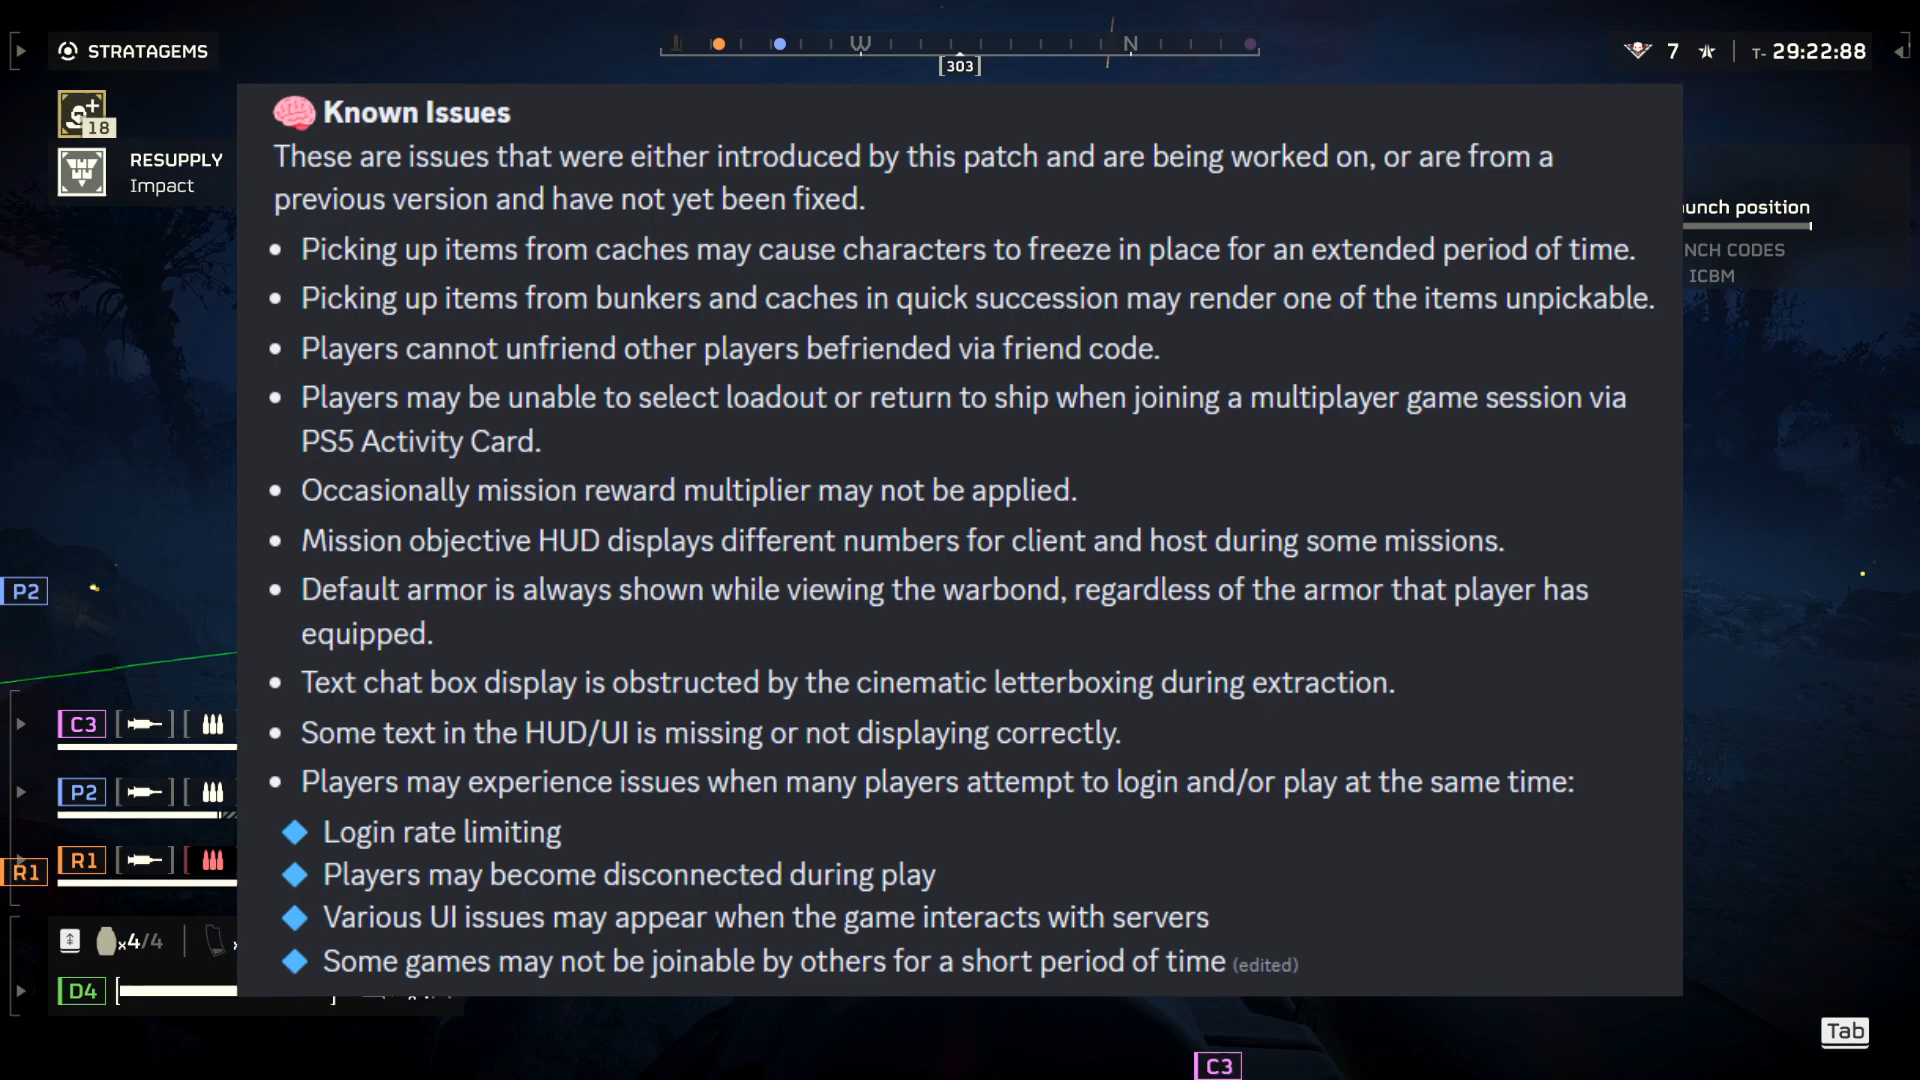 STRATAGEMS
W
N
303
7
T- 29:22:88
18
RESUPPLY
Impact
unch position
NCH CODES
ICBM
🧠 Known Issues
These are issues that were either introduced by this patch and are being worked on, or are from a
previous version and have not yet been fixed.
• Picking up items from caches may cause characters to freeze in place for an extended period of time.
• Picking up items from bunkers and caches in quick succession may render one of the items unpickable.
• Players cannot unfriend other players befriended via friend code.
• Players may be unable to select loadout or return to ship when joining a multiplayer game session via
PS5 Activity Card.
• Occasionally mission reward multiplier may not be applied.
• Mission objective HUD displays different numbers for client and host during some missions.
• Default armor is always shown while viewing the warbond, regardless of the armor that player has
equipped.
• Text chat box display is obstructed by the cinematic letterboxing during extraction.
• Some text in the HUD/UI is missing or not displaying correctly.
• Players may experience issues when many players attempt to login and/or play at the same time:
🔹 Login rate limiting
🔹 Players may become disconnected during play
🔹 Various UI issues may appear when the game interacts with servers
🔹 Some games may not be joinable by others for a short period of time (edited)
P2
C3
P2
R1
R1
x4/4
D4
Tab
C3